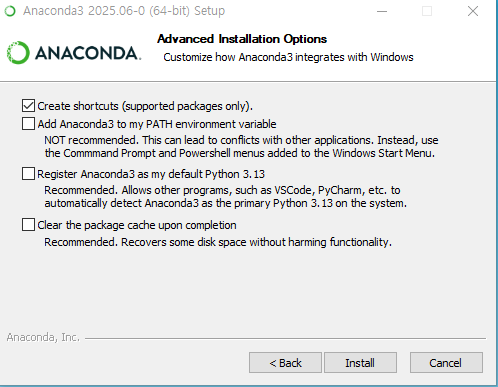 Anaconda3 2025.06-0 (64-bit) Setup
ANACONDA.
Advanced Installation Options
Customize how Anaconda3 integrates with Windows
Create shortcuts (supported packages only).
Add Anaconda3 to my PATH environment variable
NOT recommended. This can lead to conflicts with other applications. Instead, use
the Commmand Prompt and Powershell menus added to the Windows Start Menu.
Register Anaconda3 as my default Python 3.13
Recommended. Allows other programs, such as VSCode, PyCharm, etc. to
automatically detect Anaconda3 as the primary Python 3.13 on the system.
Clear the package cache upon completion
Recommended. Recovers some disk space without harming functionality.
Anaconda, Inc.
< Back
Install
Cancel